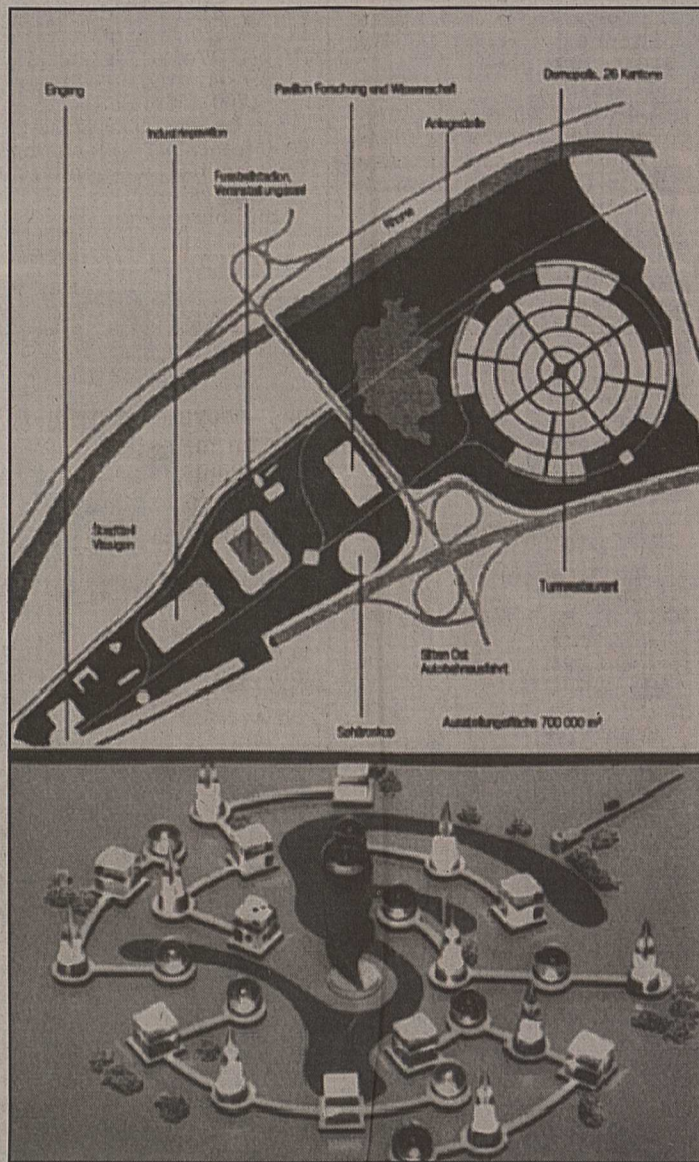 Eingang
Pavillon Forschung und Wissenschaft
Demopolis, 26 Kantone
Industriepavillon
Anlegestelle
Fussballstadion,
Veranstaltungssaal
Rhone
Stadtteil
Vissigen
Turmrestaurant
Sitten Ost
Autobahnausfahrt
Sphäroskop
Ausstellungsfläche 700 000 m²